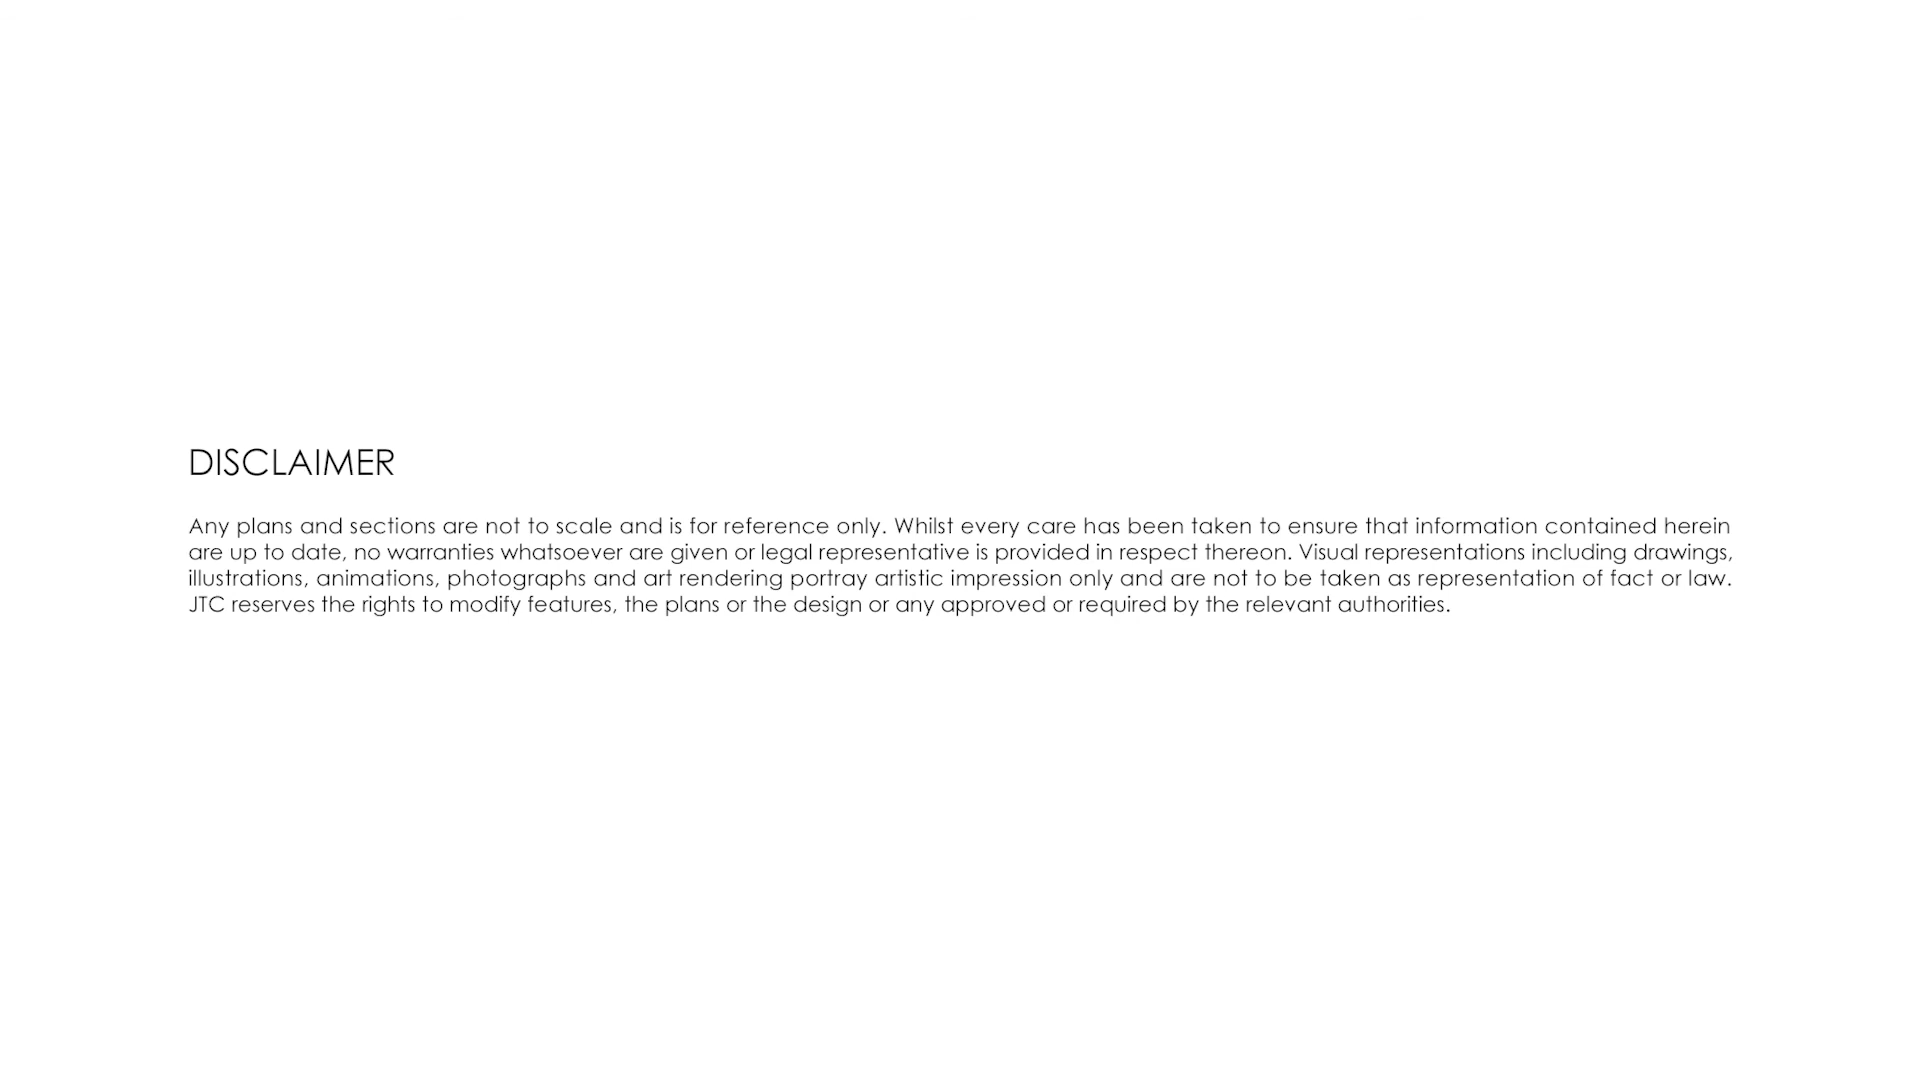 DISCLAIMER
Any plans and sections are not to scale and is for reference only. Whilst every care has been taken to ensure that information contained herein
are up to date, no warranties whatsoever are given or legal representative is provided in respect thereon. Visual representations including drawings,
illustrations, animations, photographs and art rendering portray artistic impression only and are not to be taken as representation of fact or law.
JTC reserves the rights to modify features, the plans or the design or any approved or required by the relevant authorities.